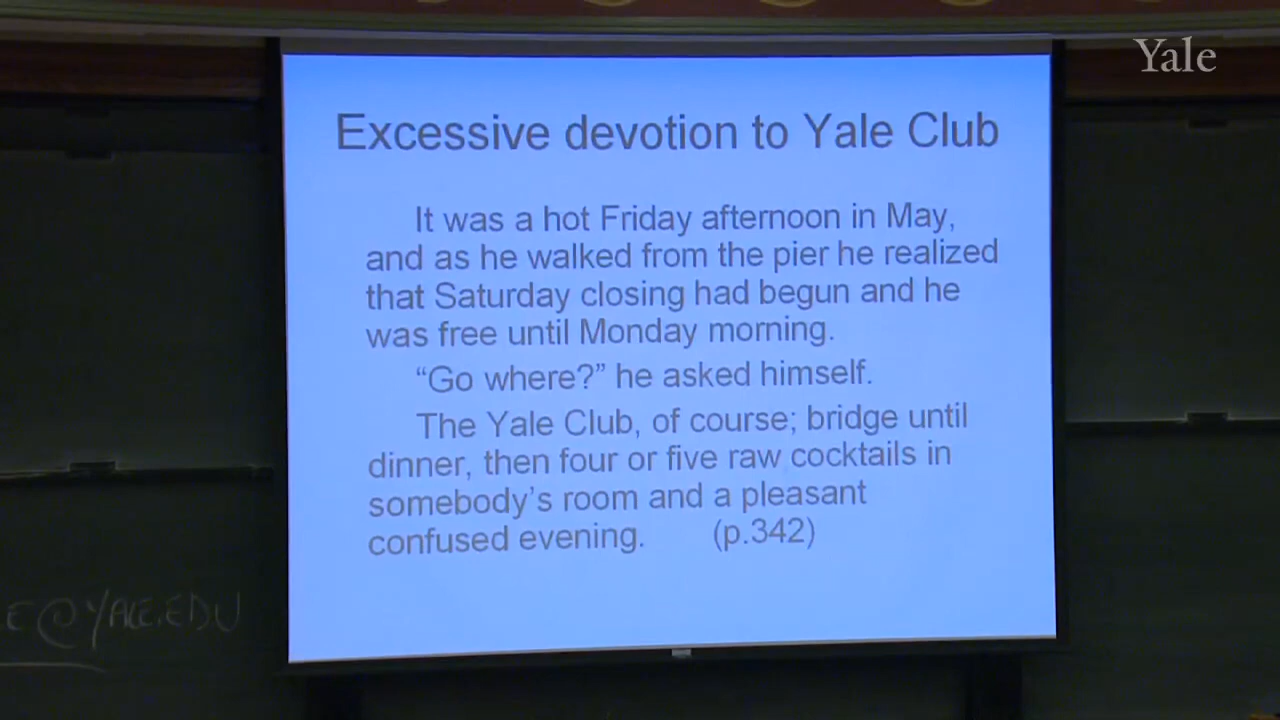 Yale
Excessive devotion to Yale Club
It was a hot Friday afternoon in May,
and as he walked from the pier he realized
that Saturday closing had begun and he
was free until Monday morning.
“Go where?” he asked himself.
The Yale Club, of course; bridge until
dinner, then four or five raw cocktails in
somebody’s room and a pleasant
confused evening. (p.342)
E@YALE.EDU